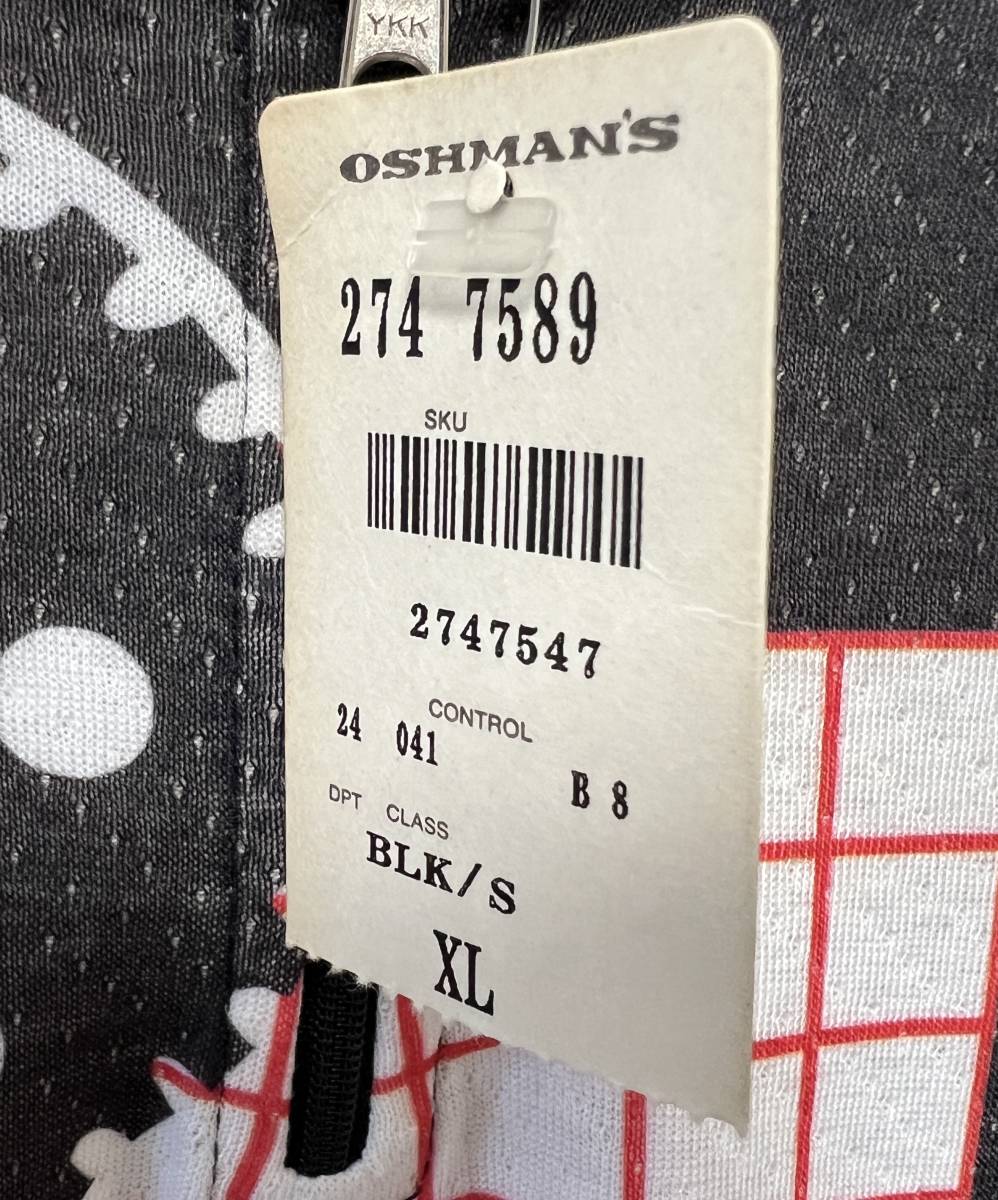 YKK
OSHMAN'S
274 7589
SKU
2747547
CONTROL
24 041
B 8
DPT CLASS
BLK/S
XL